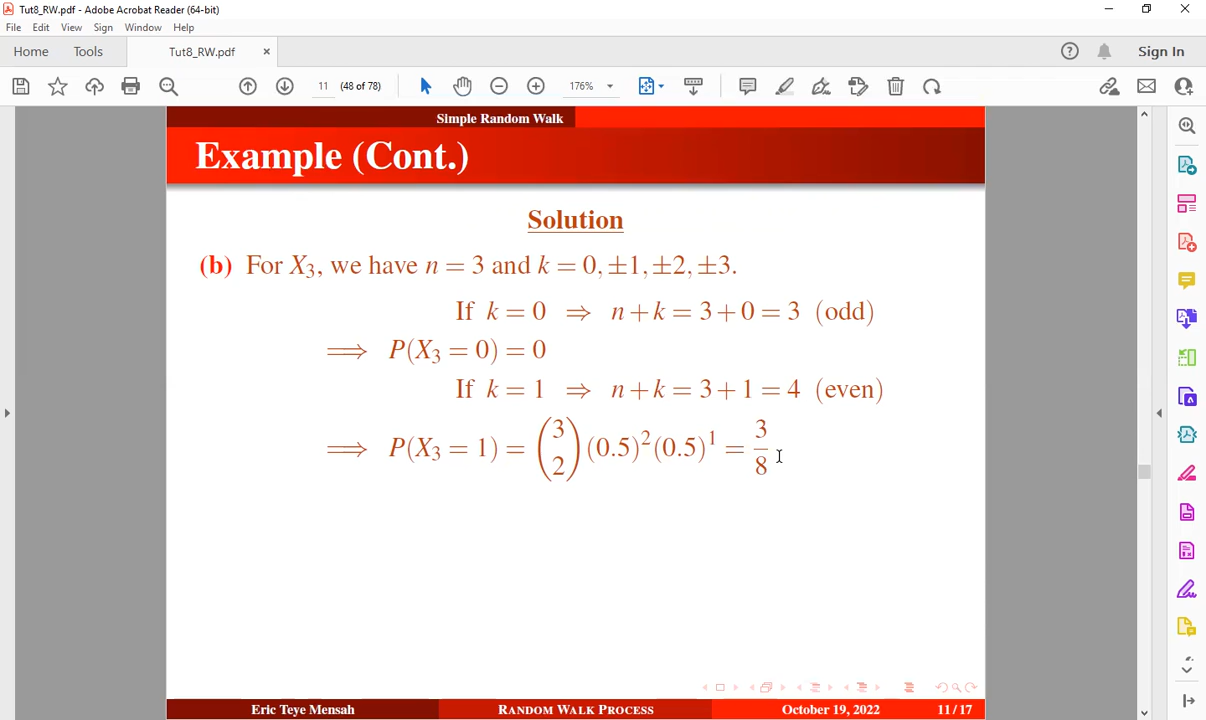 Tut8_RW.pdf - Adobe Acrobat Reader (64-bit)
File Edit View Sign Window Help
Home Tools Tut8_RW.pdf × Sign In
11 (48 of 78) 176%
Simple Random Walk
Example (Cont.)
Solution
(b) For X₃, we have n = 3 and k = 0, ±1, ±2, ±3.
If k = 0 ⇒ n + k = 3 + 0 = 3 (odd)
⟹ P(X₃ = 0) = 0
If k = 1 ⇒ n + k = 3 + 1 = 4 (even)
⟹ P(X₃ = 1) = (3 2) (0.5)² (0.5)¹ = 3/8
Eric Teye Mensah RANDOM WALK PROCESS October 19, 2022 11 / 17